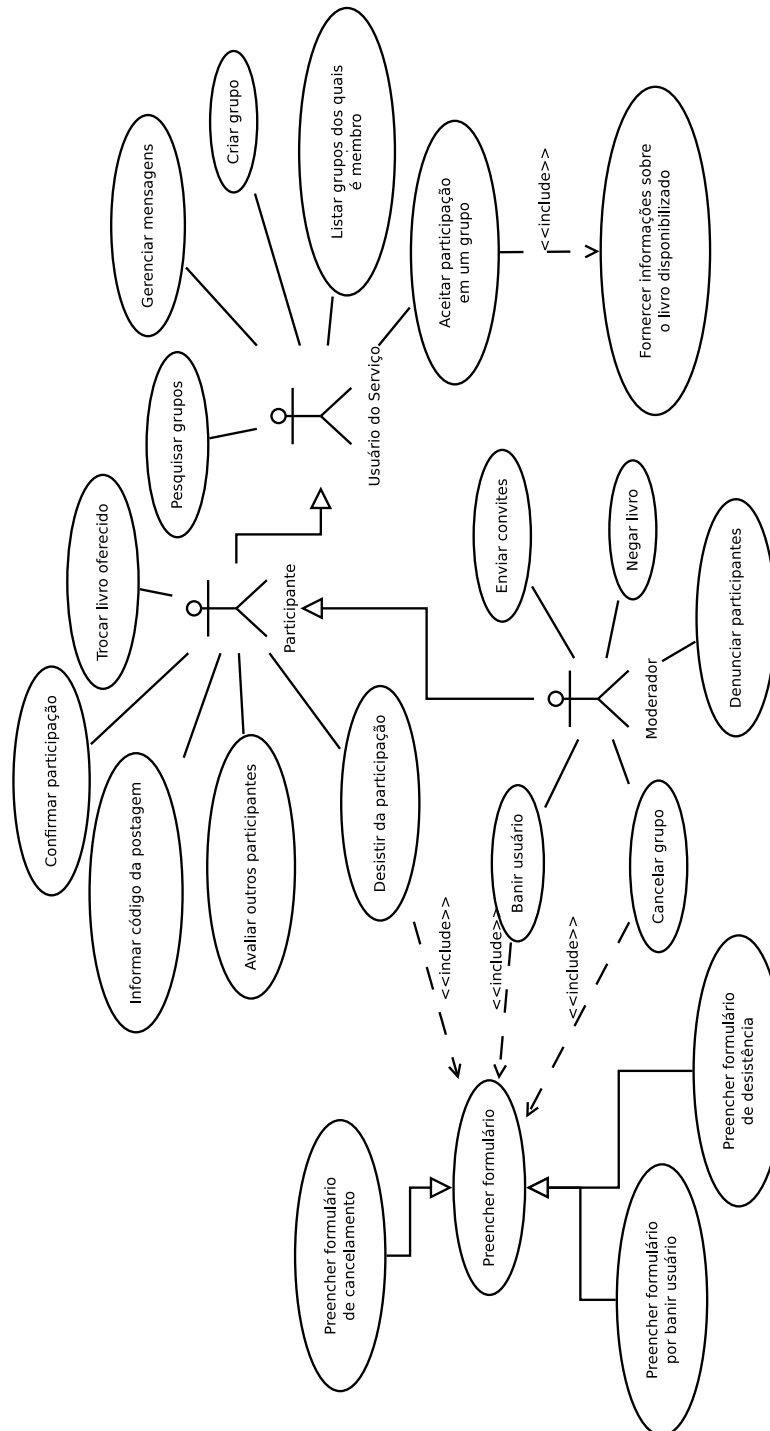 Confirmar participação
Trocar livro oferecido
Informar código da postagem
Gerenciar mensagens
Pesquisar grupos
Criar grupo
Avaliar outros participantes
Participante
Preencher formulário
de cancelamento
Listar grupos dos quais
é membro
Desistir da participação
Usuário do Serviço
<<include>>
Aceitar participação
em um grupo
Preencher formulário
<<include>>
Banir usuário
Enviar convites
<<include>>
<<include>>
Cancelar grupo
Moderador
Negar livro
Fornercer informações sobre
o livro disponibilizado
Preencher formulário
por banir usuário
Preencher formulário
de desistência
Denunciar participantes